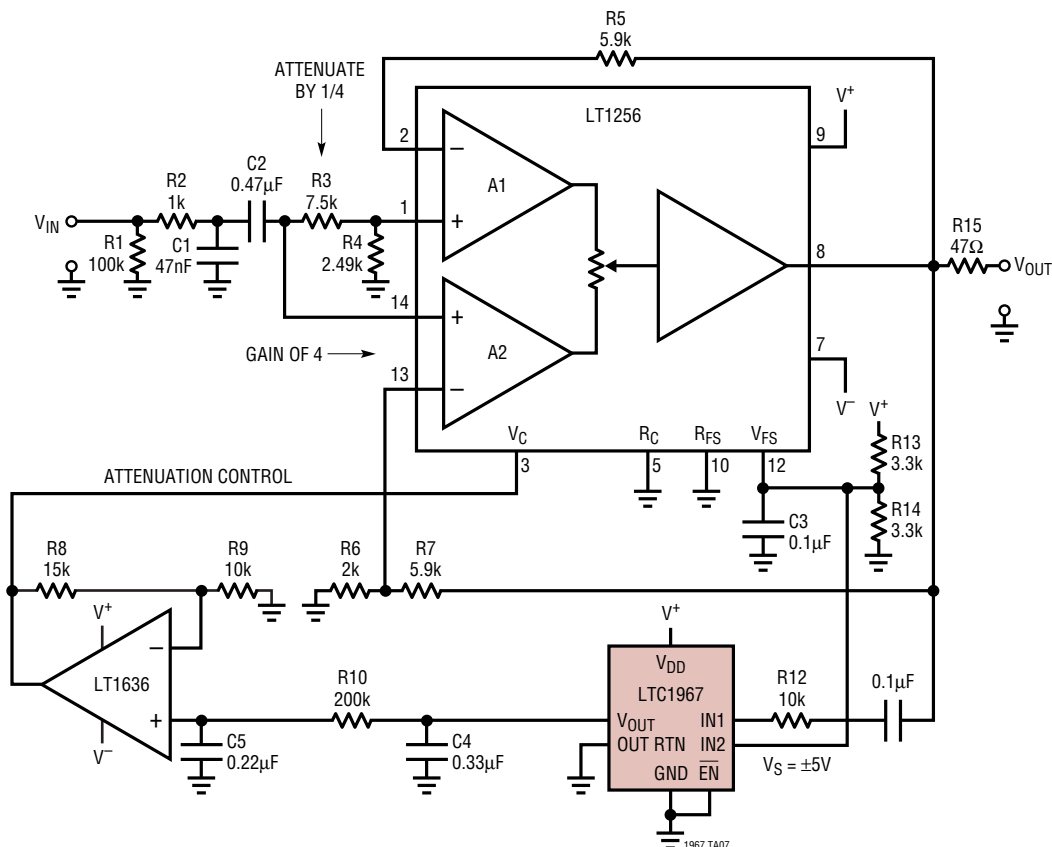 R5
5.9k
ATTENUATE
BY 1/4
LT1256
V+
9
2
−
A1
1
+
C2
0.47µF
R3
7.5k
R2
1k
VIN
R1
100k
C1
47nF
R4
2.49k
8
R15
47Ω
VOUT
14
+
A2
GAIN OF 4
13
−
7
V−
VC
3
RC
5
RFS
10
VFS
12
V+
R13
3.3k
R14
3.3k
C3
0.1µF
ATTENUATION CONTROL
R8
15k
R9
10k
R6
2k
R7
5.9k
V+
−
LT1636
+
V−
R10
200k
C5
0.22µF
C4
0.33µF
V+
VDD
LTC1967
VOUT
IN1
OUT RTN
IN2
GND
EN
R12
10k
0.1µF
VS = ±5V
1967 TA07